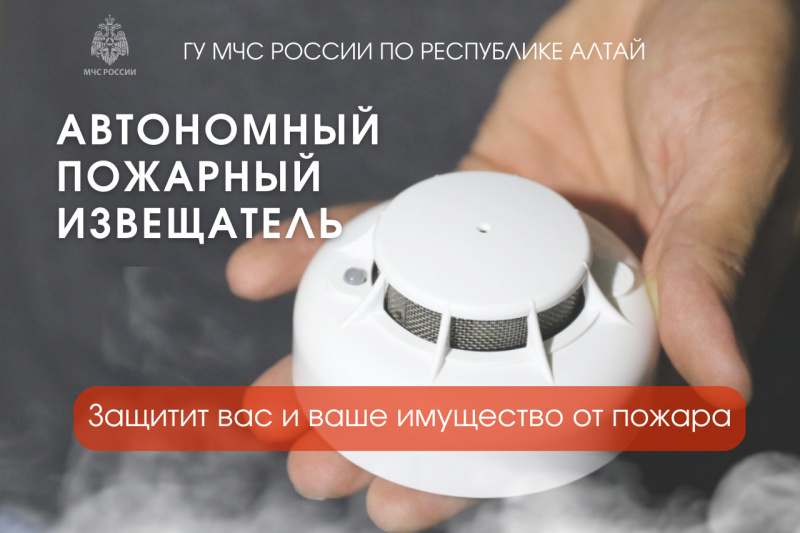 МЧС РОССИИ
ГУ МЧС РОССИИ ПО РЕСПУБЛИКЕ АЛТАЙ
АВТОНОМНЫЙ
ПОЖАРНЫЙ
ИЗВЕЩАТЕЛЬ
Защитит вас и ваше имущество от пожара